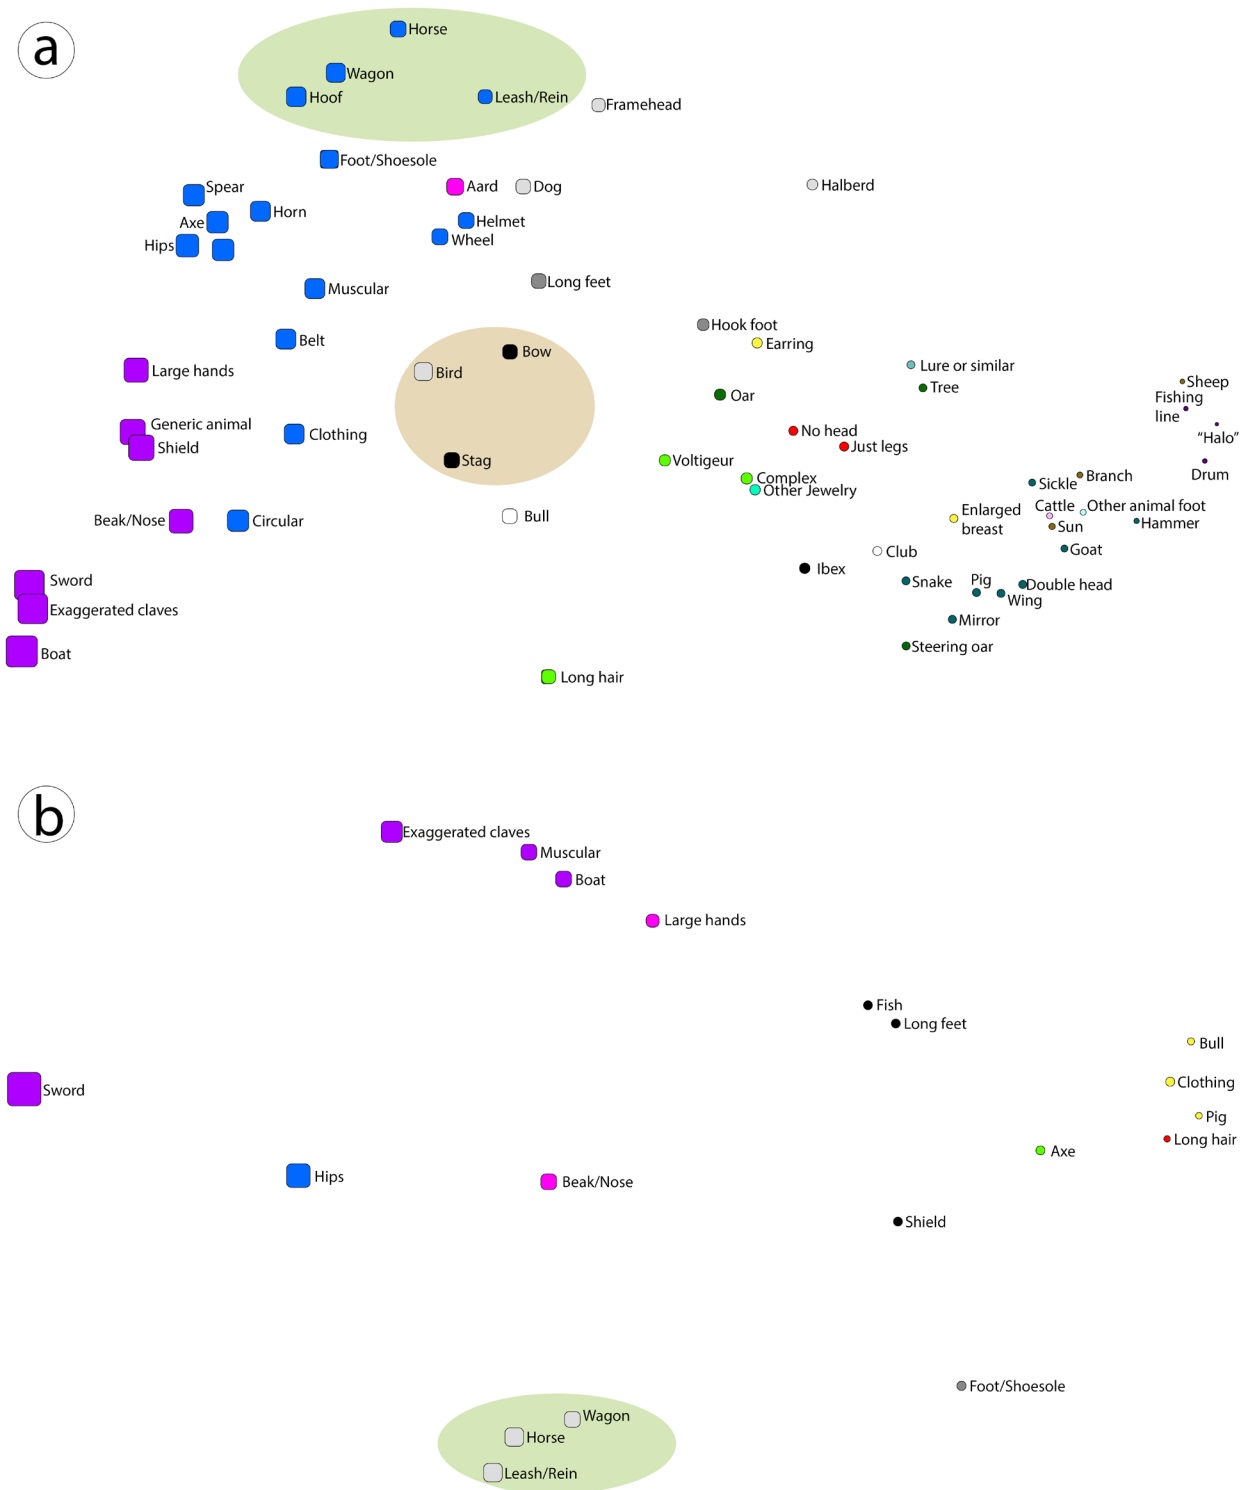 a
Horse
Wagon
Hoof
Leash/Rein
Framehead
Foot/Shoesole
Spear
Aard
Dog
Halberd
Horn
Axe
Helmet
Wheel
Hips
Long feet
Muscular
Hook foot
Earring
Belt
Bow
Bird
Large hands
Lure or similar
Tree
Sheep
Oar
Fishing
line
Generic animal
Shield
Clothing
No head
Just legs
"Halo"
Stag
Voltigeur
Complex
Other Jewelry
Sickle
Branch
Drum
Beak/Nose
Circular
Bull
Enlarged
breast
Cattle
Other animal foot
Sun
Hammer
Club
Goat
Ibex
Sword
Exaggerated claves
Snake
Pig
Double head
Wing
Mirror
Boat
Steering oar
Long hair
b
Exaggerated claves
Muscular
Boat
Large hands
Fish
Long feet
Bull
Sword
Clothing
Pig
Long hair
Axe
Hips
Beak/Nose
Shield
Foot/Shoesole
Wagon
Horse
Leash/Rein